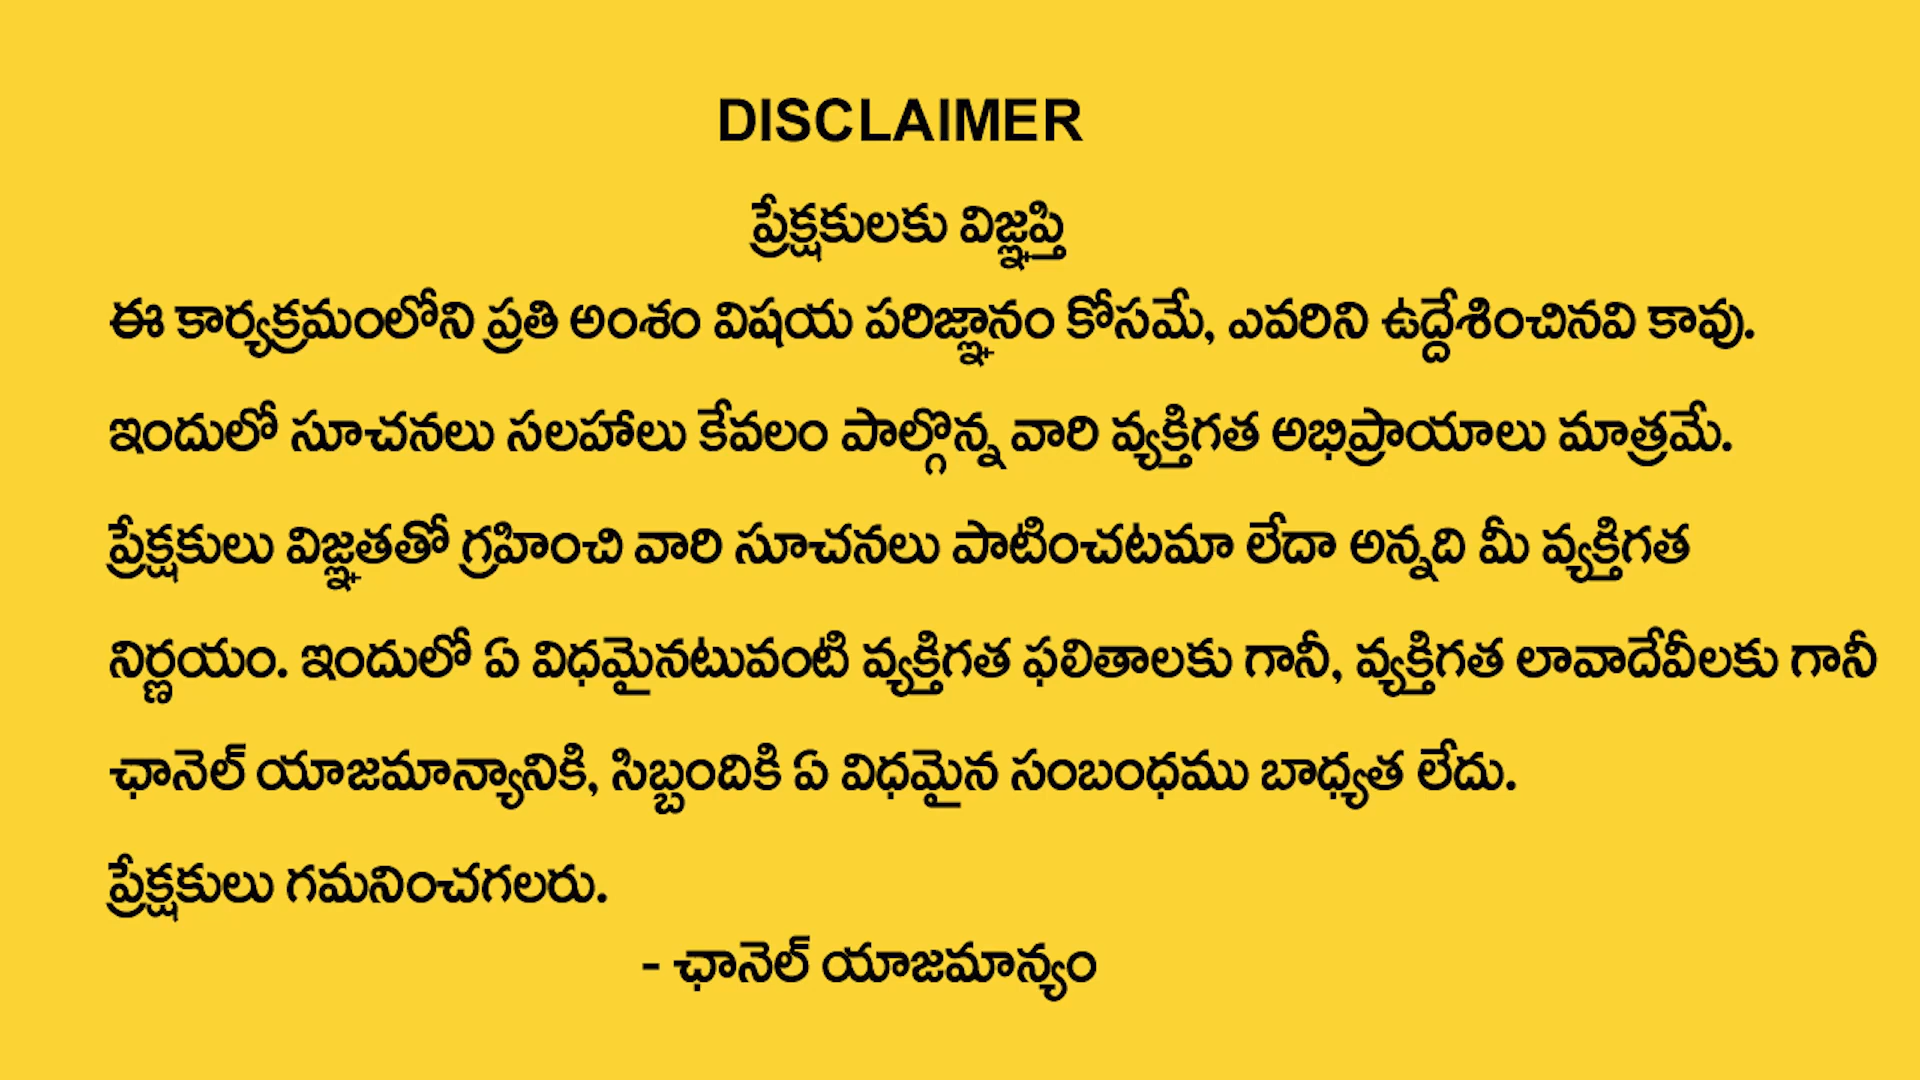 DISCLAIMER
ప్రేక్షకులకు విజ్ఞప్తి
ఈ కార్యక్రమంలోని ప్రతి అంశం విషయ పరిజ్ఞానం కోసమే, ఎవరిని ఉద్దేశించినవి కావు.
ఇందులో సూచనలు సలహాలు కేవలం పాల్గొన్న వారి వ్యక్తిగత అభిప్రాయాలు మాత్రమే.
ప్రేక్షకులు విజ్ఞతతో గ్రహించి వారి సూచనలు పాటించటమా లేదా అన్నది మీ వ్యక్తిగత
నిర్ణయం. ఇందులో ఏ విధమైనటువంటి వ్యక్తిగత ఫలితాలకు గానీ, వ్యక్తిగత లావాదేవీలకు గానీ
ఛానెల్ యాజమాన్యానికి, సిబ్బందికి ఏ విధమైన సంబంధము బాధ్యత లేదు.
ప్రేక్షకులు గమనించగలరు.
- ఛానెల్ యాజమాన్యం